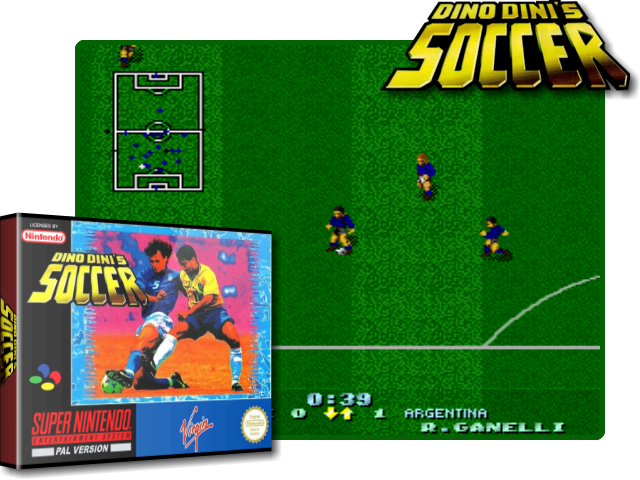 DINO DINI'S
SOCCER
0:39
0 1 ARGENTINA
R.GANELLI
LICENSED BY
Nintendo
DINO DINI'S
SOCCER
SUPER NINTENDO
ENTERTAINMENT SYSTEM
PAL VERSION
Virgin